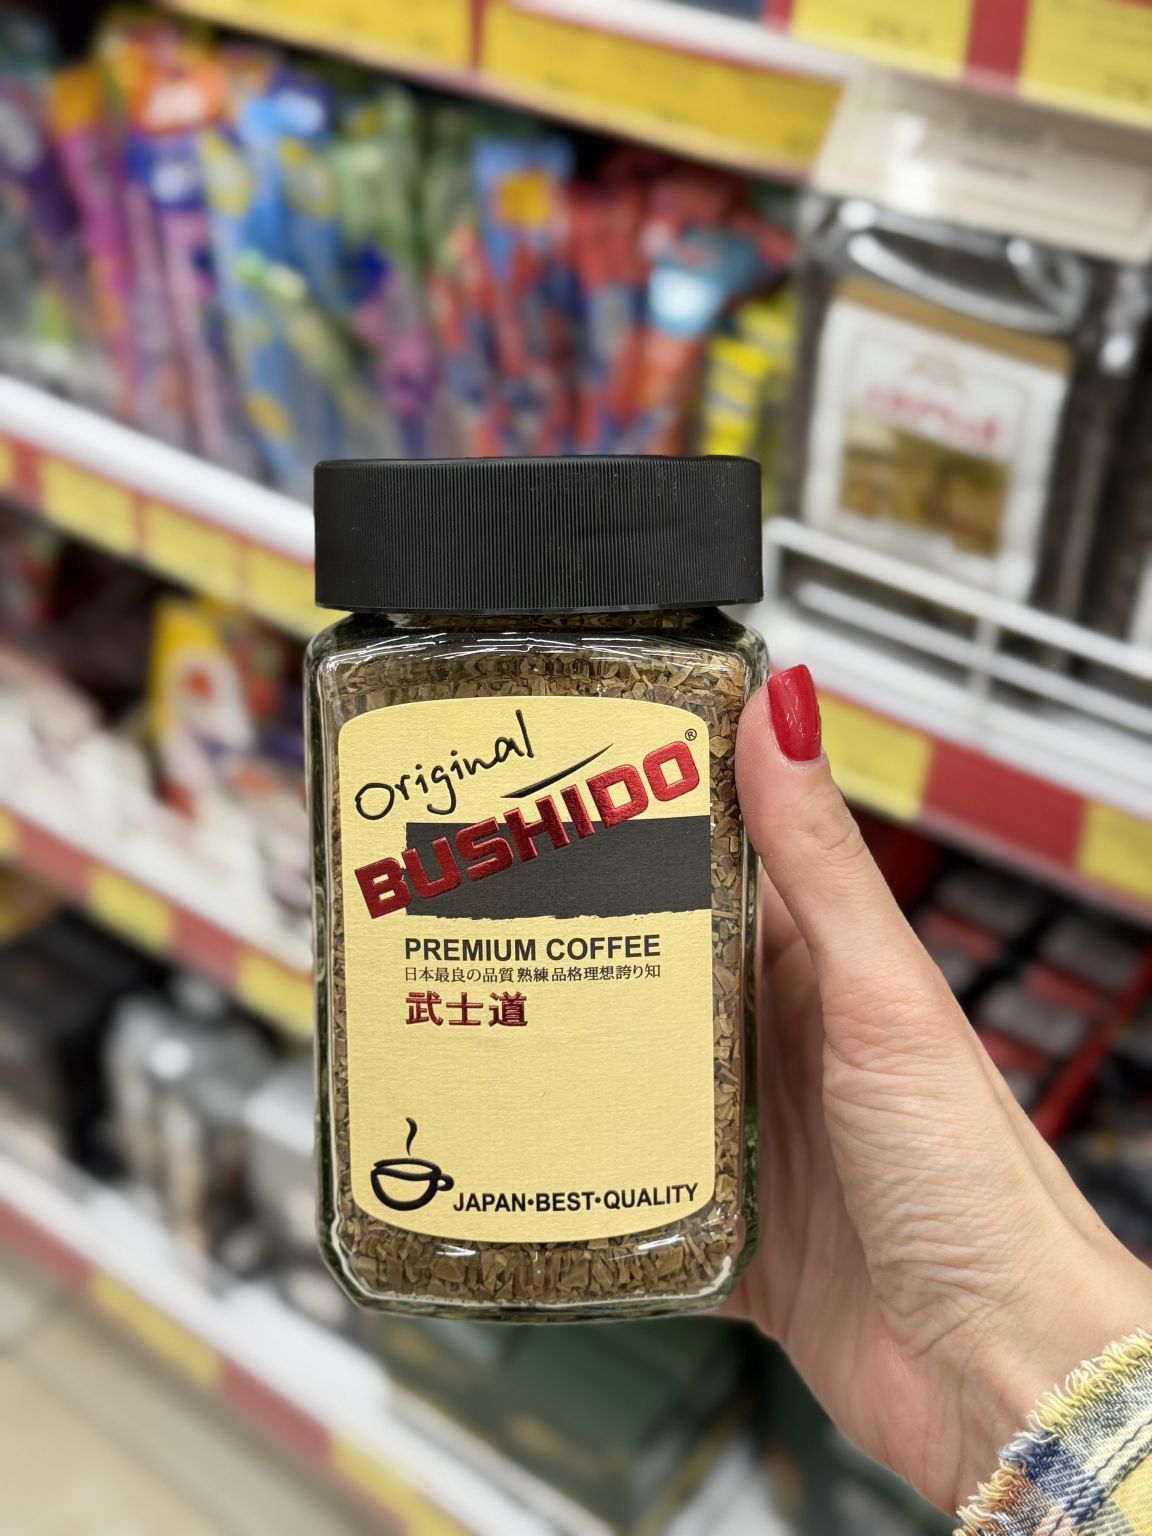 Original
BUSHIDO®
PREMIUM COFFEE
日本最良の品質 熟練 品格理想誇り知
武士道
JAPAN•BEST•QUALITY